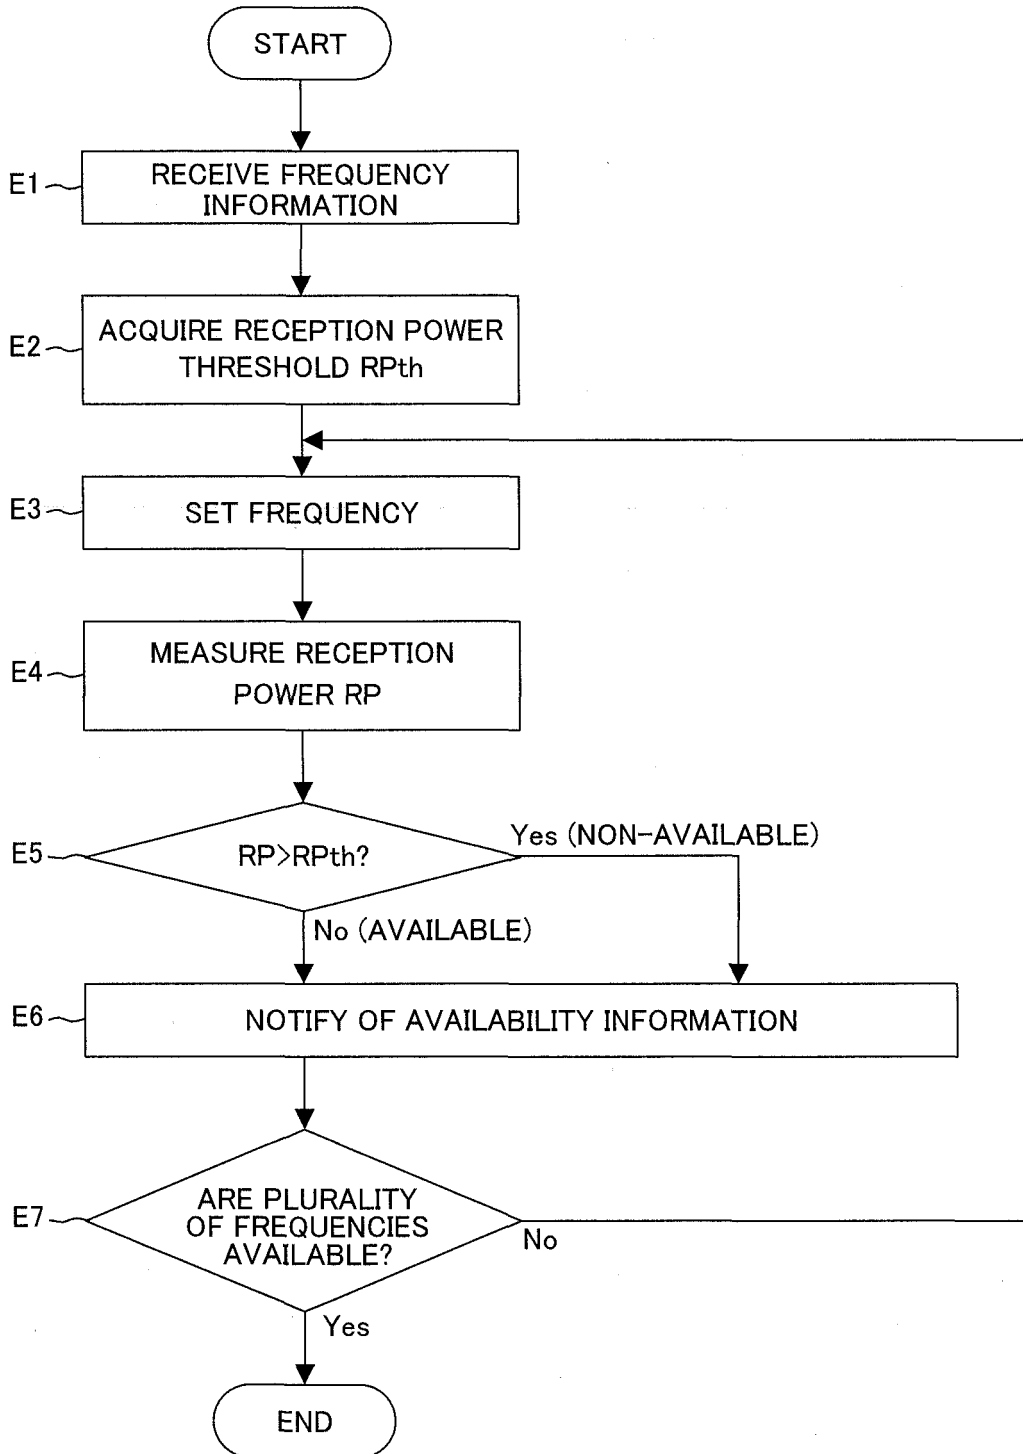 START
E1
RECEIVE FREQUENCY
INFORMATION
E2
ACQUIRE RECEPTION POWER
THRESHOLD RPth
E3
SET FREQUENCY
E4
MEASURE RECEPTION
POWER RP
E5
RP>RPth?
Yes (NON-AVAILABLE)
No (AVAILABLE)
E6
NOTIFY OF AVAILABILITY INFORMATION
E7
ARE PLURALITY
OF FREQUENCIES
AVAILABLE?
No
Yes
END